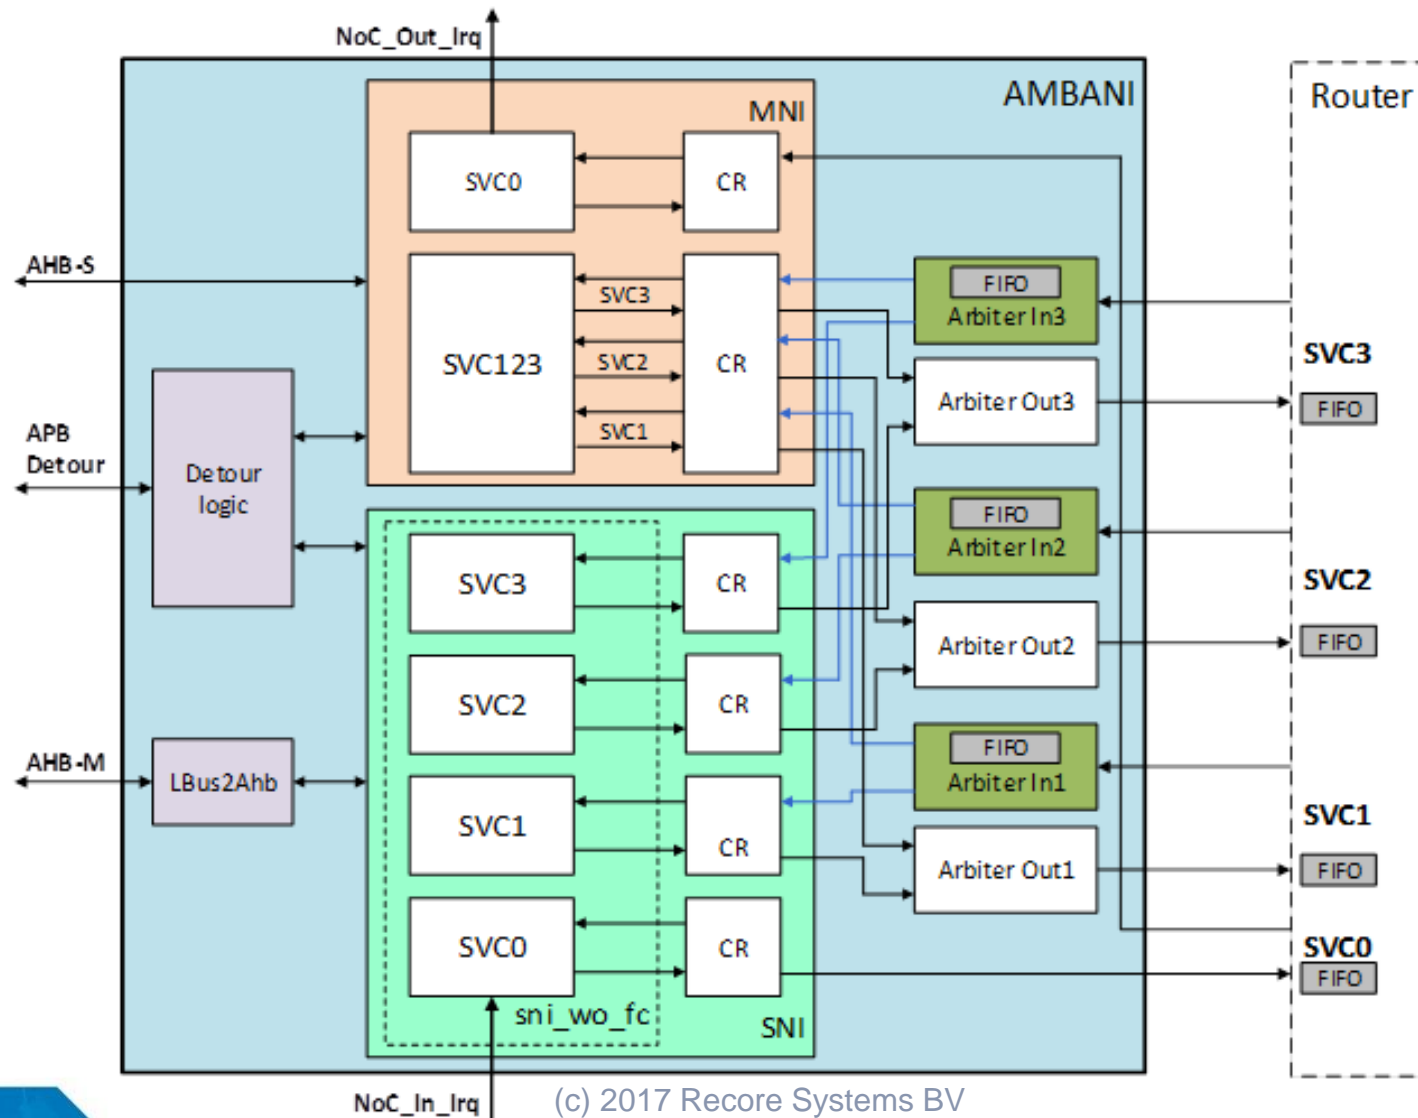 NoC_Out_Irq
AMBANI
Router
MNI
SVC0
CR
AHB-S
SVC123
SVC3
SVC2
SVC1
CR
FIFO
Arbiter In3
SVC3
Arbiter Out3
FIFO
APB
Detour
Detour
logic
FIFO
Arbiter In2
SVC2
Arbiter Out2
FIFO
SVC3
CR
SVC2
CR
AHB-M
LBus2Ahb
FIFO
Arbiter In1
SVC1
CR
SVC1
Arbiter Out1
FIFO
SVC0
CR
SVC0
FIFO
sni_wo_fc
SNI
NoC_In_Irq
(c) 2017 Recore Systems BV